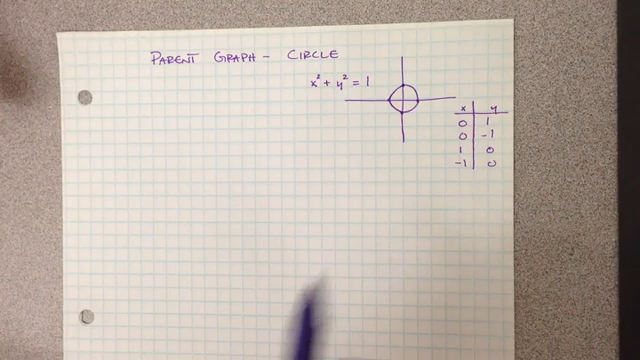 PARENT GRAPH - CIRCLE
x² + y² = 1
x y
0 1
0 -1
1 0
-1 0